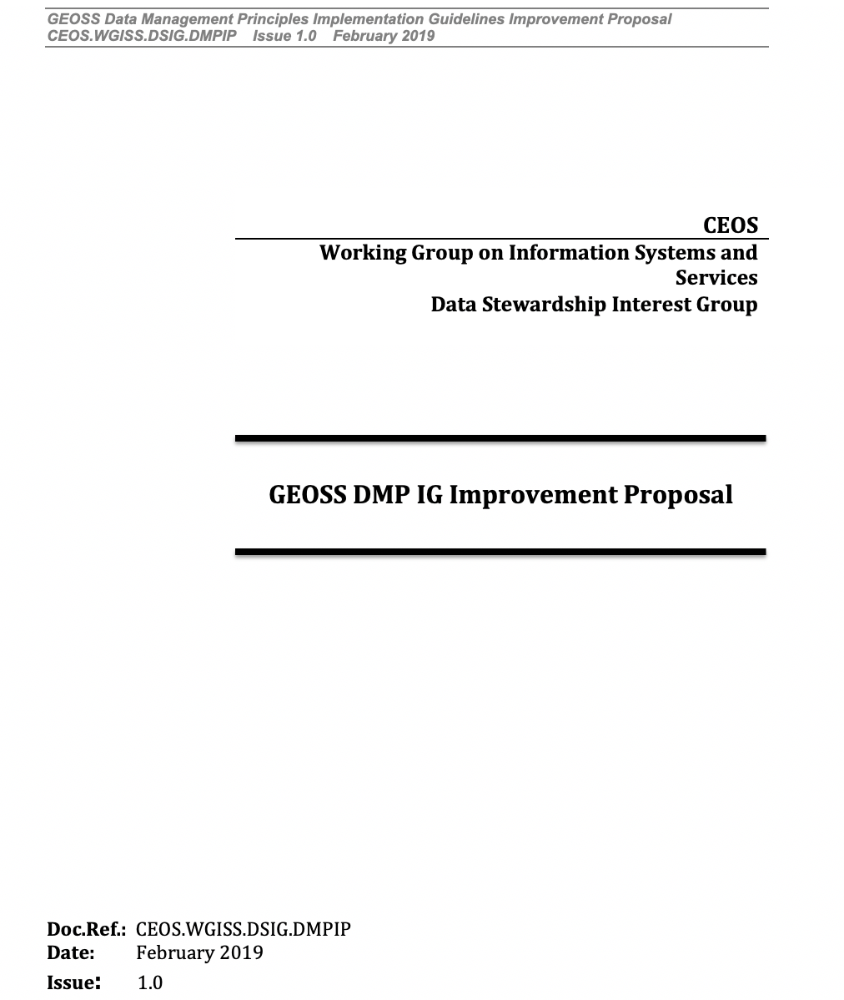 GEOSS Data Management Principles Implementation Guidelines Improvement Proposal
CEOS.WGISS.DSIG.DMPIP Issue 1.0 February 2019
CEOS
Working Group on Information Systems and
Services
Data Stewardship Interest Group
GEOSS DMP IG Improvement Proposal
Doc.Ref.: CEOS.WGISS.DSIG.DMPIP
Date: February 2019
Issue: 1.0